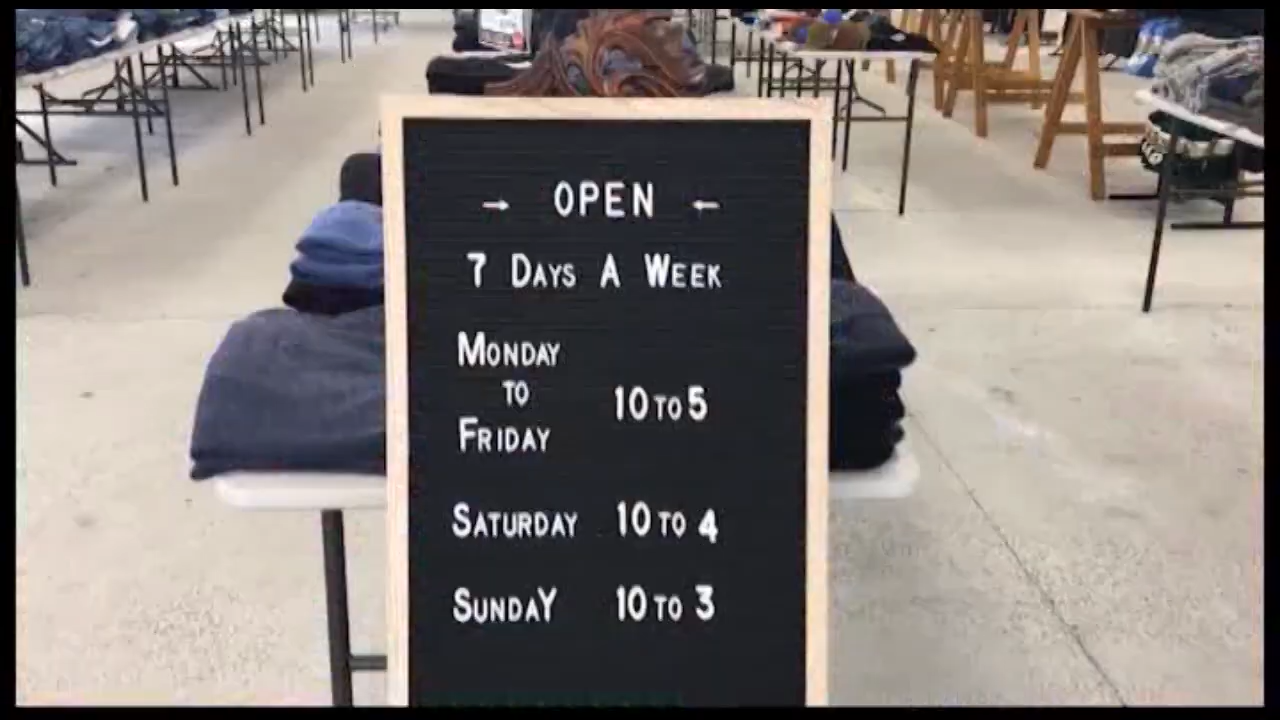 → OPEN ←
7 DAYS A WEEK
MONDAY
TO
FRIDAY
10 TO 5
SATURDAY 10 TO 4
SUNDAY 10 TO 3